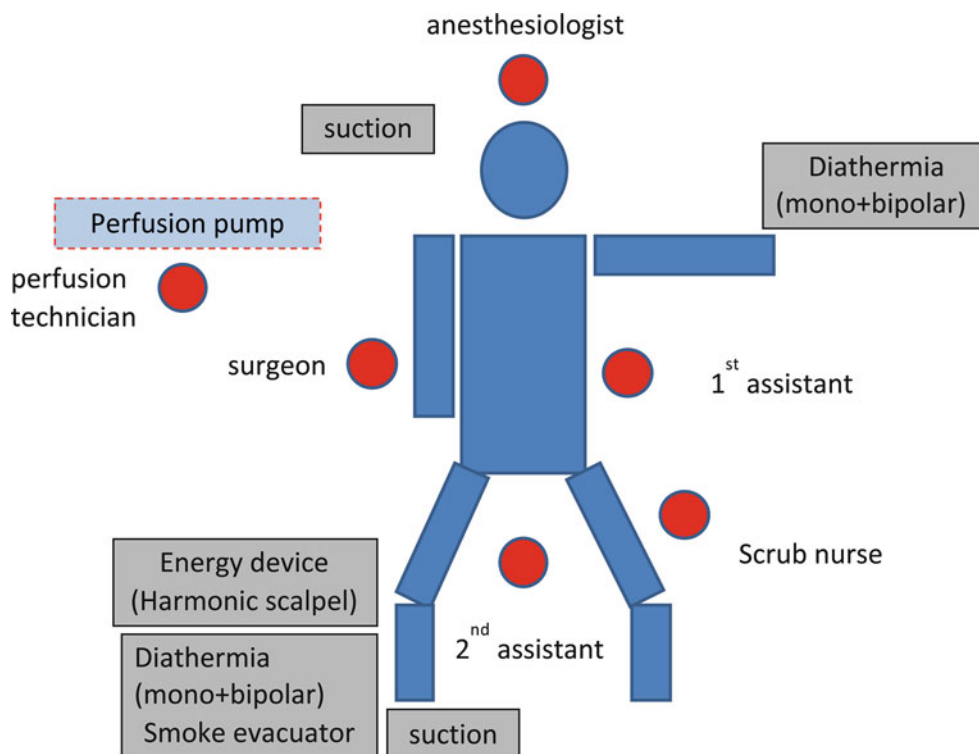 anesthesiologist
suction
Diathermia
(mono+bipolar)
Perfusion pump
perfusion
technician
surgeon
1st assistant
Energy device
(Harmonic scalpel)
Scrub nurse
2nd assistant
Diathermia
(mono+bipolar)
Smoke evacuator
suction